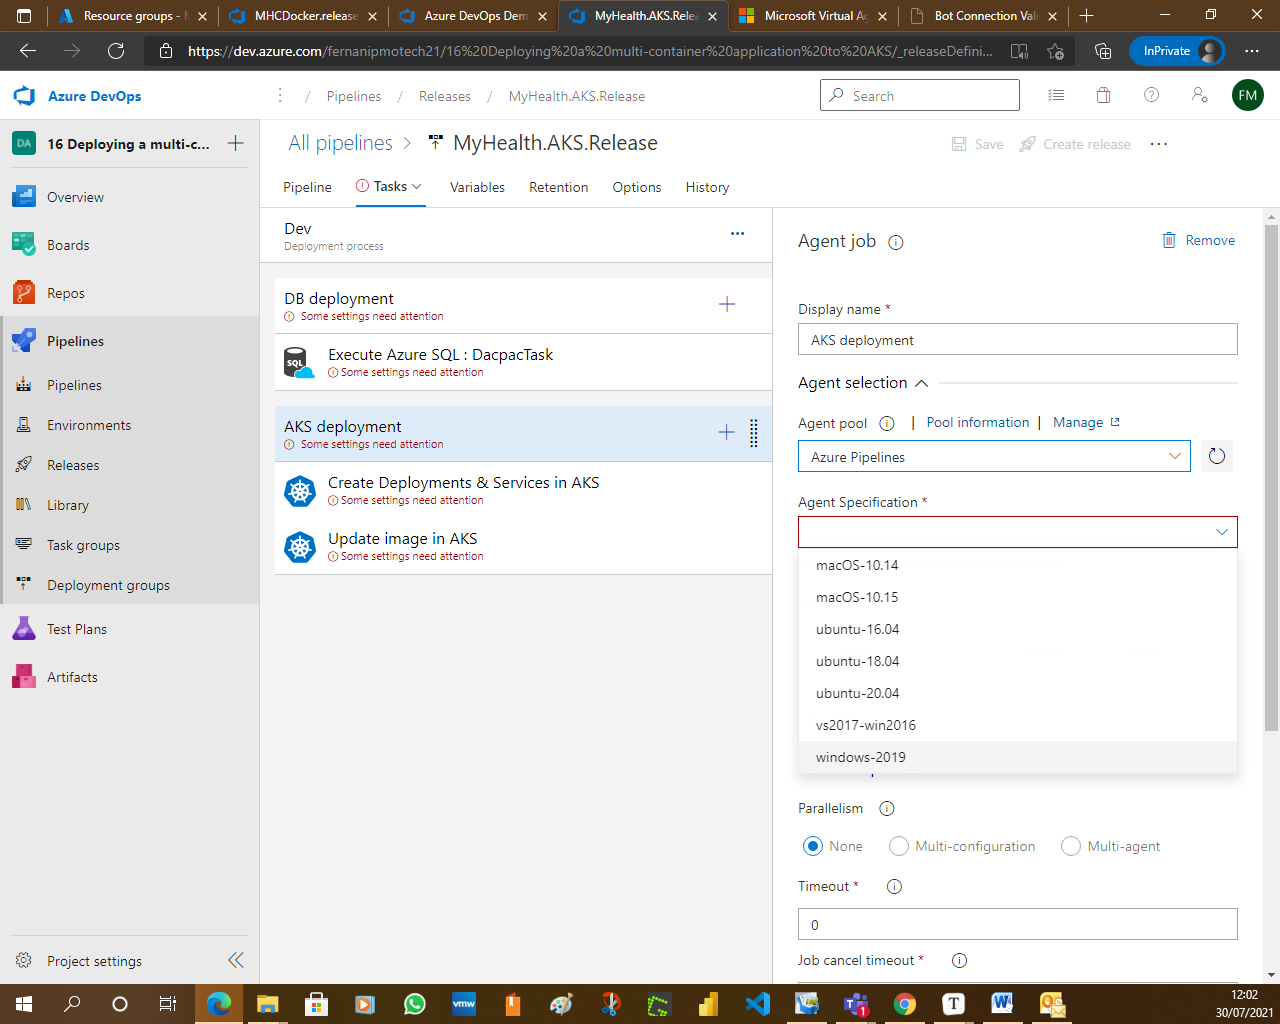 Resource groups - M
MHCDocker.release
Azure DevOps Dem
MyHealth.AKS.Relea
Microsoft Virtual Ag
Bot Connection Vali
https://dev.azure.com/fernanipmotech21/16%20Deploying%20a%20multi-container%20application%20to%20AKS/_releaseDefini...
InPrivate
Azure DevOps
/ Pipelines / Releases / MyHealth.AKS.Release
Search
FM
DA
16 Deploying a multi-c...
All pipelines
MyHealth.AKS.Release
Save
Create release
Overview
Boards
Repos
Pipelines
Pipelines
Environments
Releases
Library
Task groups
Deployment groups
Test Plans
Artifacts
Project settings
Pipeline
Tasks
Variables
Retention
Options
History
Dev
Deployment process
DB deployment
Some settings need attention
SQL
Execute Azure SQL : DacpacTask
Some settings need attention
AKS deployment
Some settings need attention
Create Deployments & Services in AKS
Some settings need attention
Update image in AKS
Some settings need attention
Agent job
Remove
Display name *
AKS deployment
Agent selection
Agent pool | Pool information | Manage
Azure Pipelines
Agent Specification *
macOS-10.14
macOS-10.15
ubuntu-16.04
ubuntu-18.04
ubuntu-20.04
vs2017-win2016
windows-2019
Parallelism
None
Multi-configuration
Multi-agent
Timeout *
0
Job cancel timeout *
vmw
T
1
12:02
30/07/2021